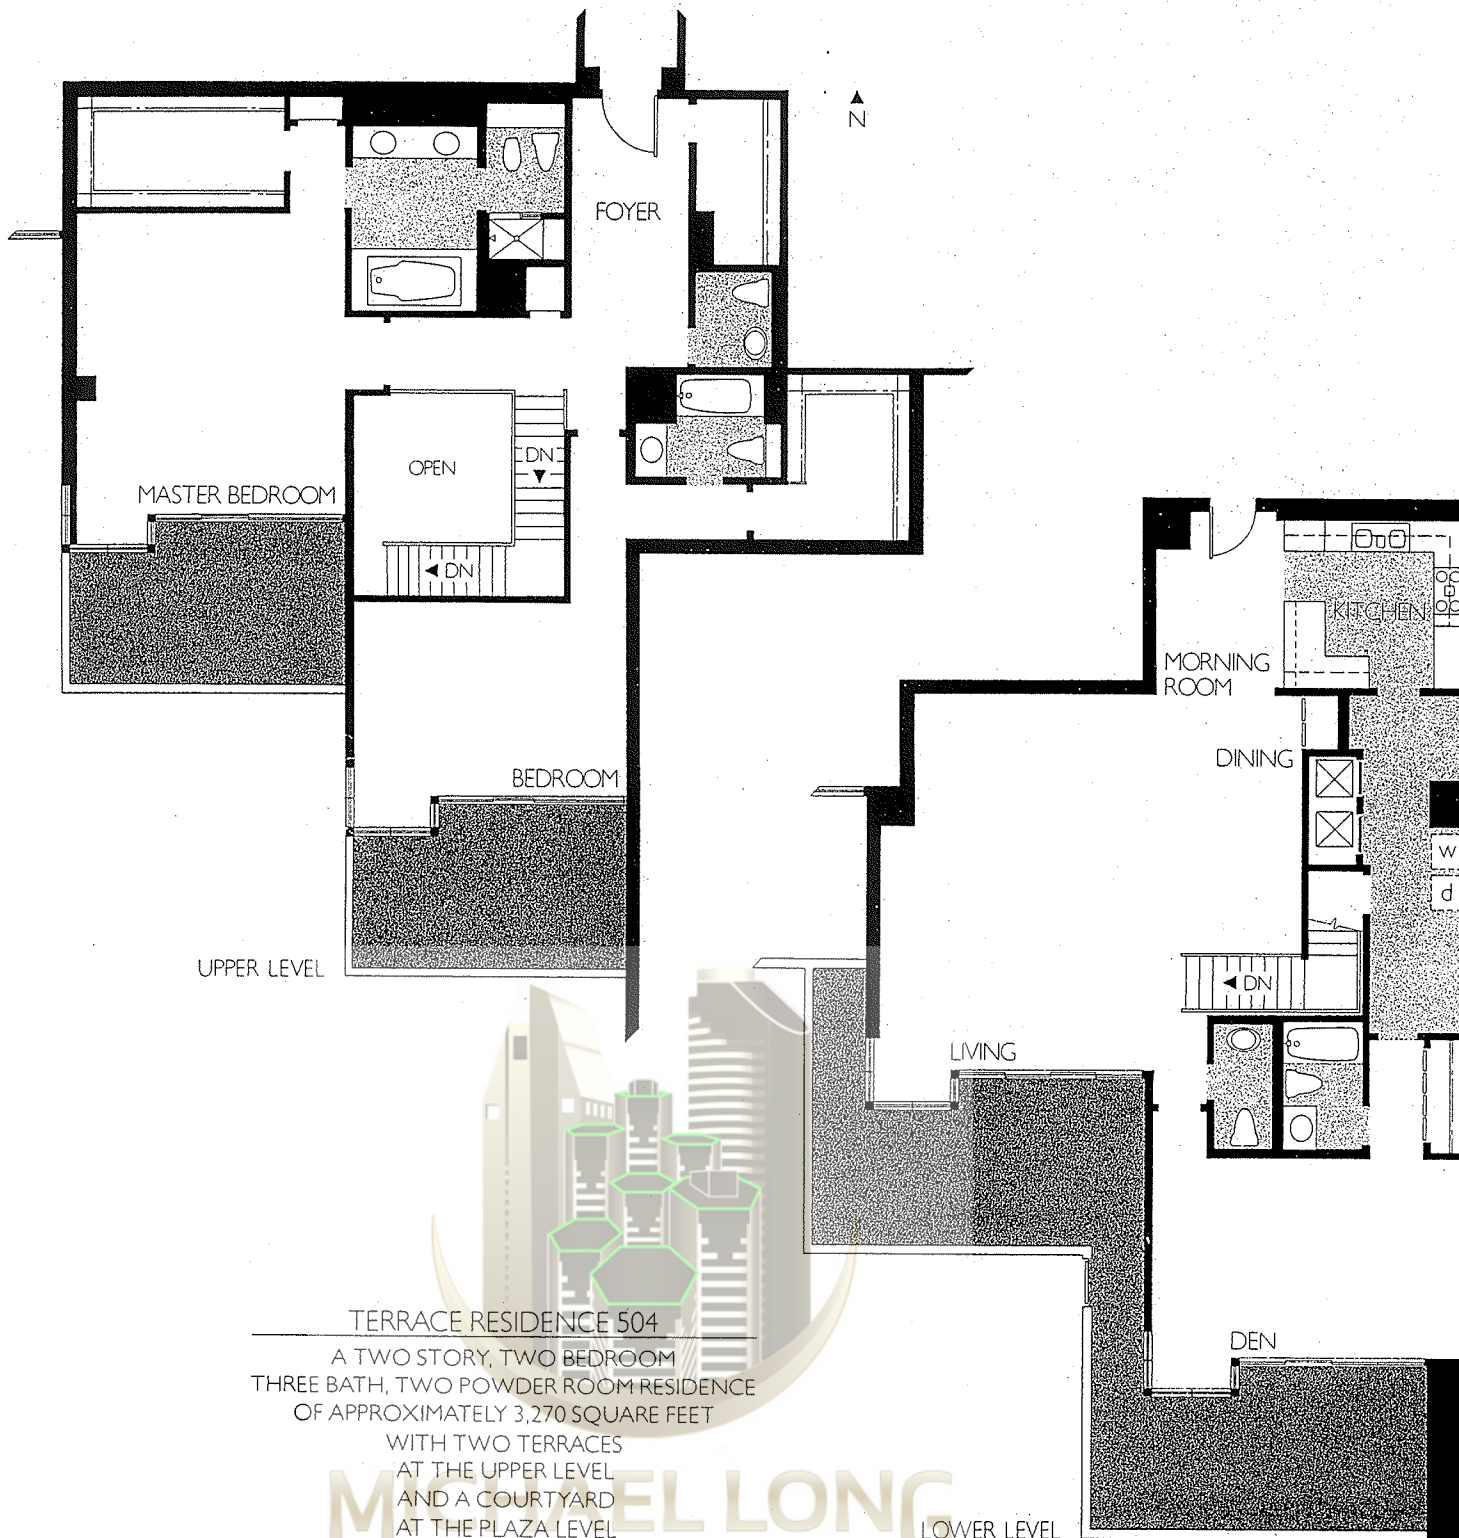 N
FOYER
OPEN
DN
MASTER BEDROOM
DN
KITCHEN
MORNING
ROOM
DINING
BEDROOM
W
d
UPPER LEVEL
DN
LIVING
DEN
TERRACE RESIDENCE 504
A TWO STORY, TWO BEDROOM
THREE BATH, TWO POWDER ROOM RESIDENCE
OF APPROXIMATELY 3,270 SQUARE FEET
WITH TWO TERRACES
AT THE UPPER LEVEL
AND A COURTYARD
AT THE PLAZA LEVEL
MICHAEL LONG
LOWER LEVEL